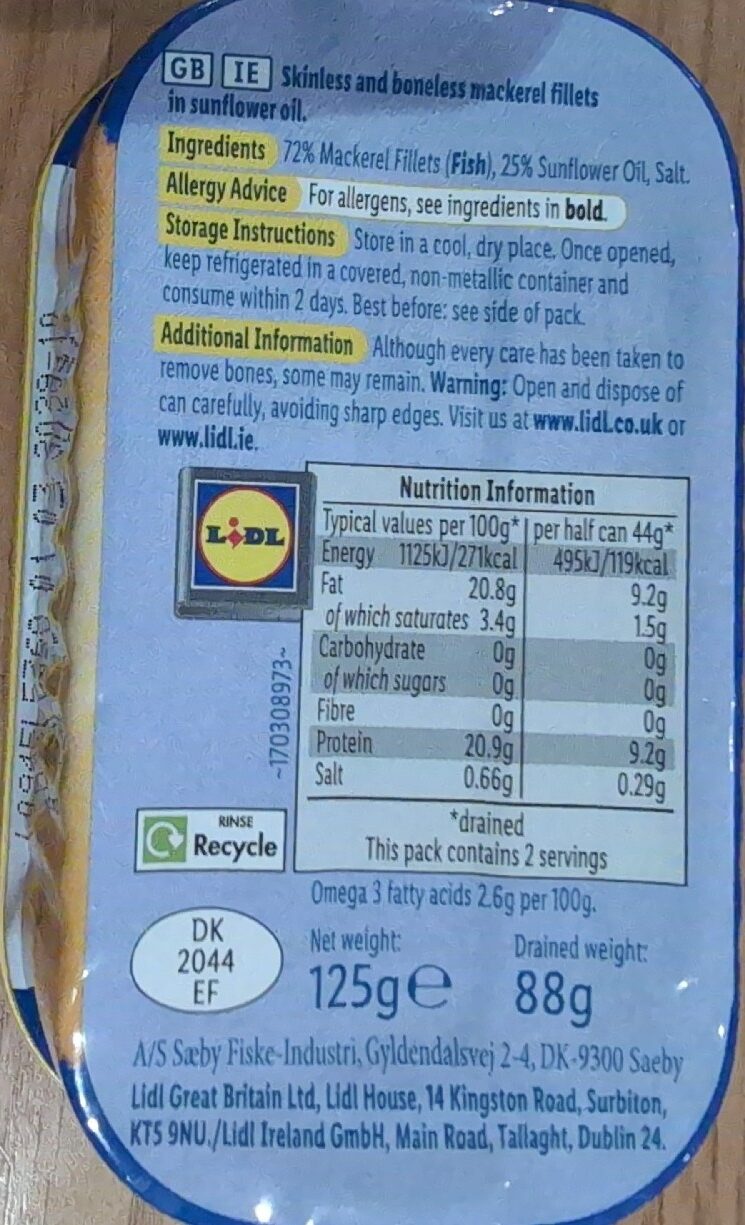 GB IE Skinless and boneless mackerel fillets
in sunflower oil.
Ingredients 72% Mackerel Fillets (Fish), 25% Sunflower Oil, Salt.
Allergy Advice For allergens, see ingredients in bold.
Storage Instructions Store in a cool, dry place. Once opened,
keep refrigerated in a covered, non-metallic container and
consume within 2 days. Best before: see side of pack.
Additional Information Although every care has been taken to
remove bones, some may remain. Warning: Open and dispose of
can carefully, avoiding sharp edges. Visit us at www.lidl.co.uk or
www.lidl.ie.
LIDL
Nutrition Information
Typical values per 100g* per half can 44g*
Energy 1125kJ/271kcal 495kJ/119kcal
Fat 20.8g 9.2g
of which saturates 3.4g 1.5g
Carbohydrate 0g 0g
of which sugars 0g 0g
Fibre 0g 0g
Protein 20.9g 9.2g
Salt 0.66g 0.29g
*drained
This pack contains 2 servings
~170308973~
RINSE
Recycle
Omega 3 fatty acids 2.6g per 100g.
DK
2044
EF
Net weight: Drained weight:
125g℮ 88g
A/S Sæby Fiske-Industri, Gyldendalsvej 2-4, DK-9300 Saeby
Lidl Great Britain Ltd, Lidl House, 14 Kingston Road, Surbiton,
KT5 9NU./Lidl Ireland GmbH, Main Road, Tallaght, Dublin 24.